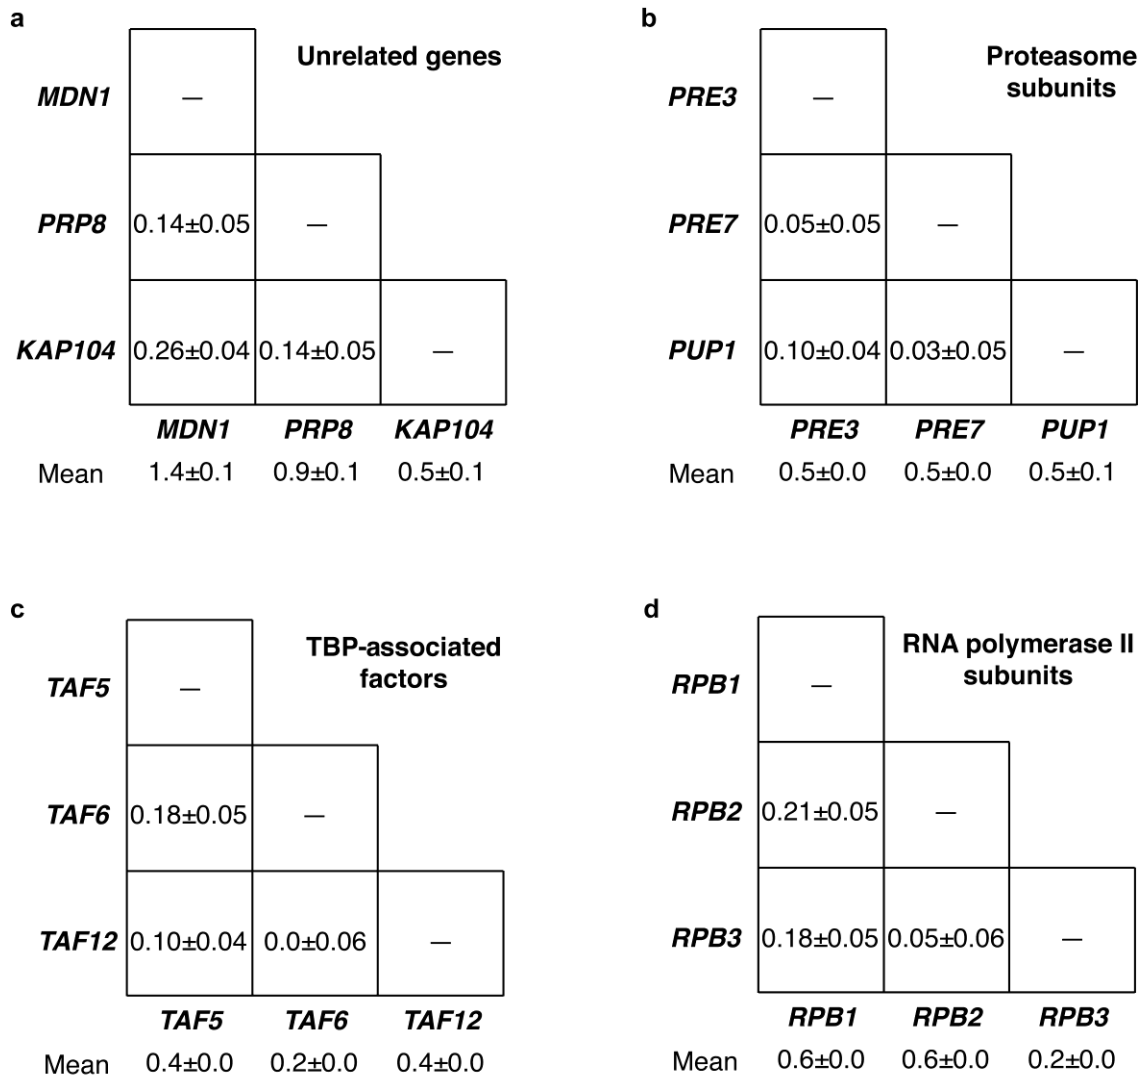 a
Unrelated genes
MDN1 —
PRP8 0.14±0.05 —
KAP104 0.26±0.04 0.14±0.05 —
MDN1 PRP8 KAP104
Mean 1.4±0.1 0.9±0.1 0.5±0.1
b
Proteasome
subunits
PRE3 —
PRE7 0.05±0.05 —
PUP1 0.10±0.04 0.03±0.05 —
PRE3 PRE7 PUP1
Mean 0.5±0.0 0.5±0.0 0.5±0.1
c
TBP-associated
factors
TAF5 —
TAF6 0.18±0.05 —
TAF12 0.10±0.04 0.0±0.06 —
TAF5 TAF6 TAF12
Mean 0.4±0.0 0.2±0.0 0.4±0.0
d
RNA polymerase II
subunits
RPB1 —
RPB2 0.21±0.05 —
RPB3 0.18±0.05 0.05±0.06 —
RPB1 RPB2 RPB3
Mean 0.6±0.0 0.6±0.0 0.2±0.0